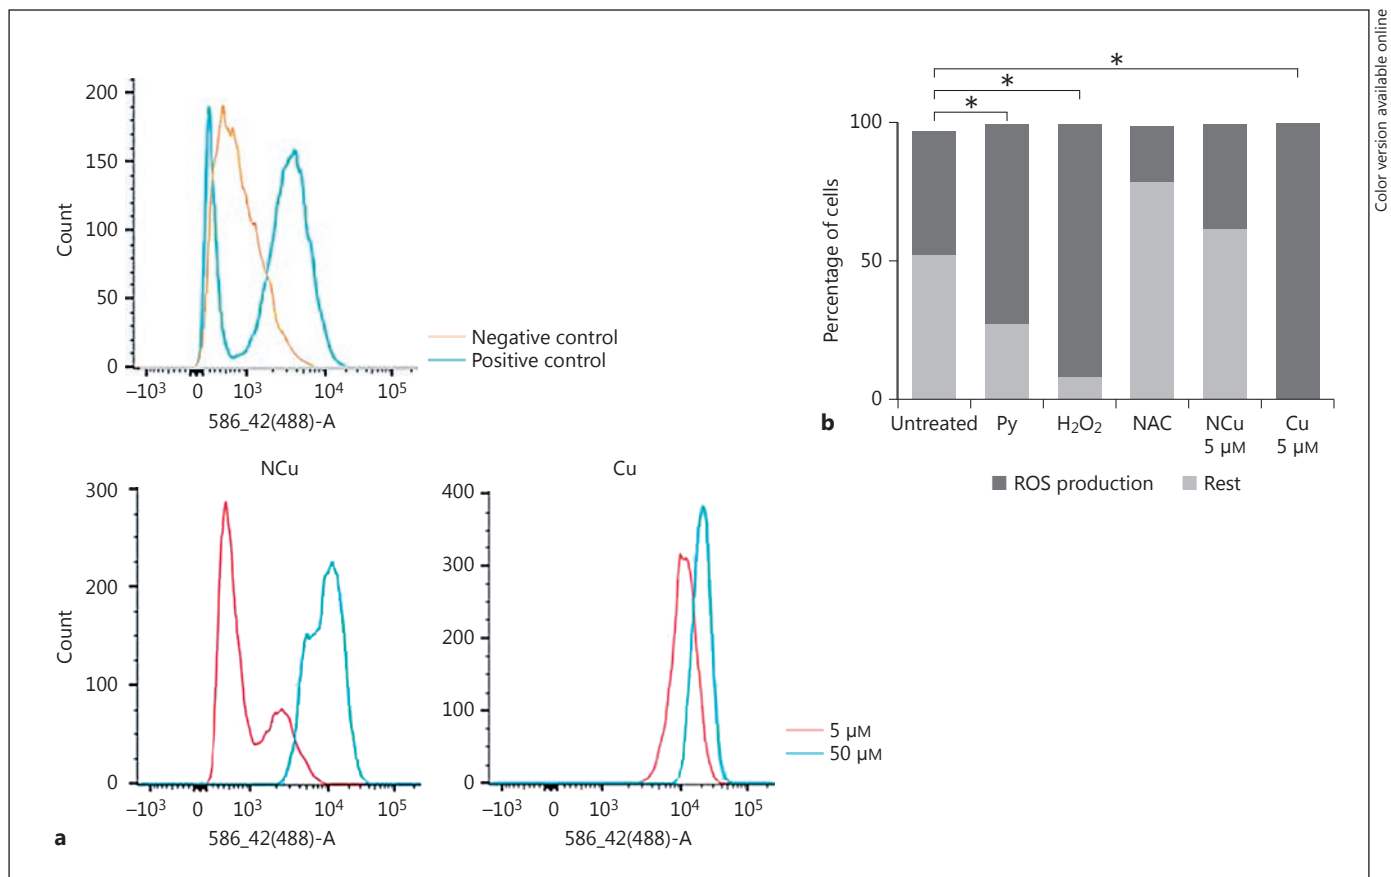 Color version available online
200
150
100
50
0
Count
−10³ 0 10³ 10⁴ 10⁵
586_42(488)-A
Negative control
Positive control
* * *
100
50
0
Percentage of cells
Untreated Py H₂O₂ NAC NCu 5 µM Cu 5 µM
b
ROS production Rest
NCu
300
200
100
0
Count
−10³ 0 10³ 10⁴ 10⁵
586_42(488)-A
Cu
400
300
200
100
0
−10³ 0 10³ 10⁴ 10⁵
586_42(488)-A
5 µM
50 µM
a